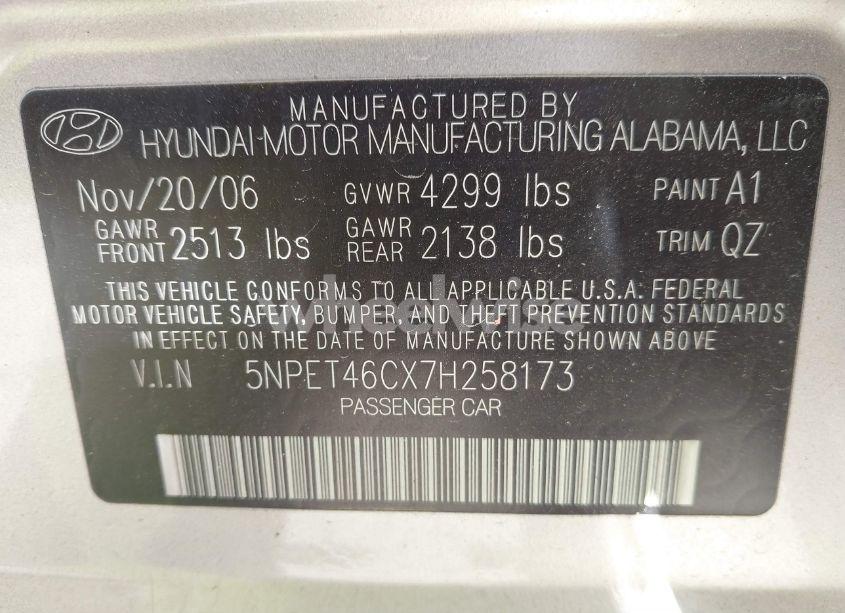 MANUFACTURED BY
HYUNDAI MOTOR MANUFACTURING ALABAMA, LLC
Nov/20/06 GVWR 4299 lbs PAINT A1
GAWR FRONT 2513 lbs GAWR REAR 2138 lbs TRIM QZ
THIS VEHICLE CONFORMS TO ALL APPLICABLE U.S.A. FEDERAL
MOTOR VEHICLE SAFETY, BUMPER, AND THEFT PREVENTION STANDARDS
IN EFFECT ON THE DATE OF MANUFACTURE SHOWN ABOVE
wheelwise
V.I.N 5NPET46CX7H258173
PASSENGER CAR